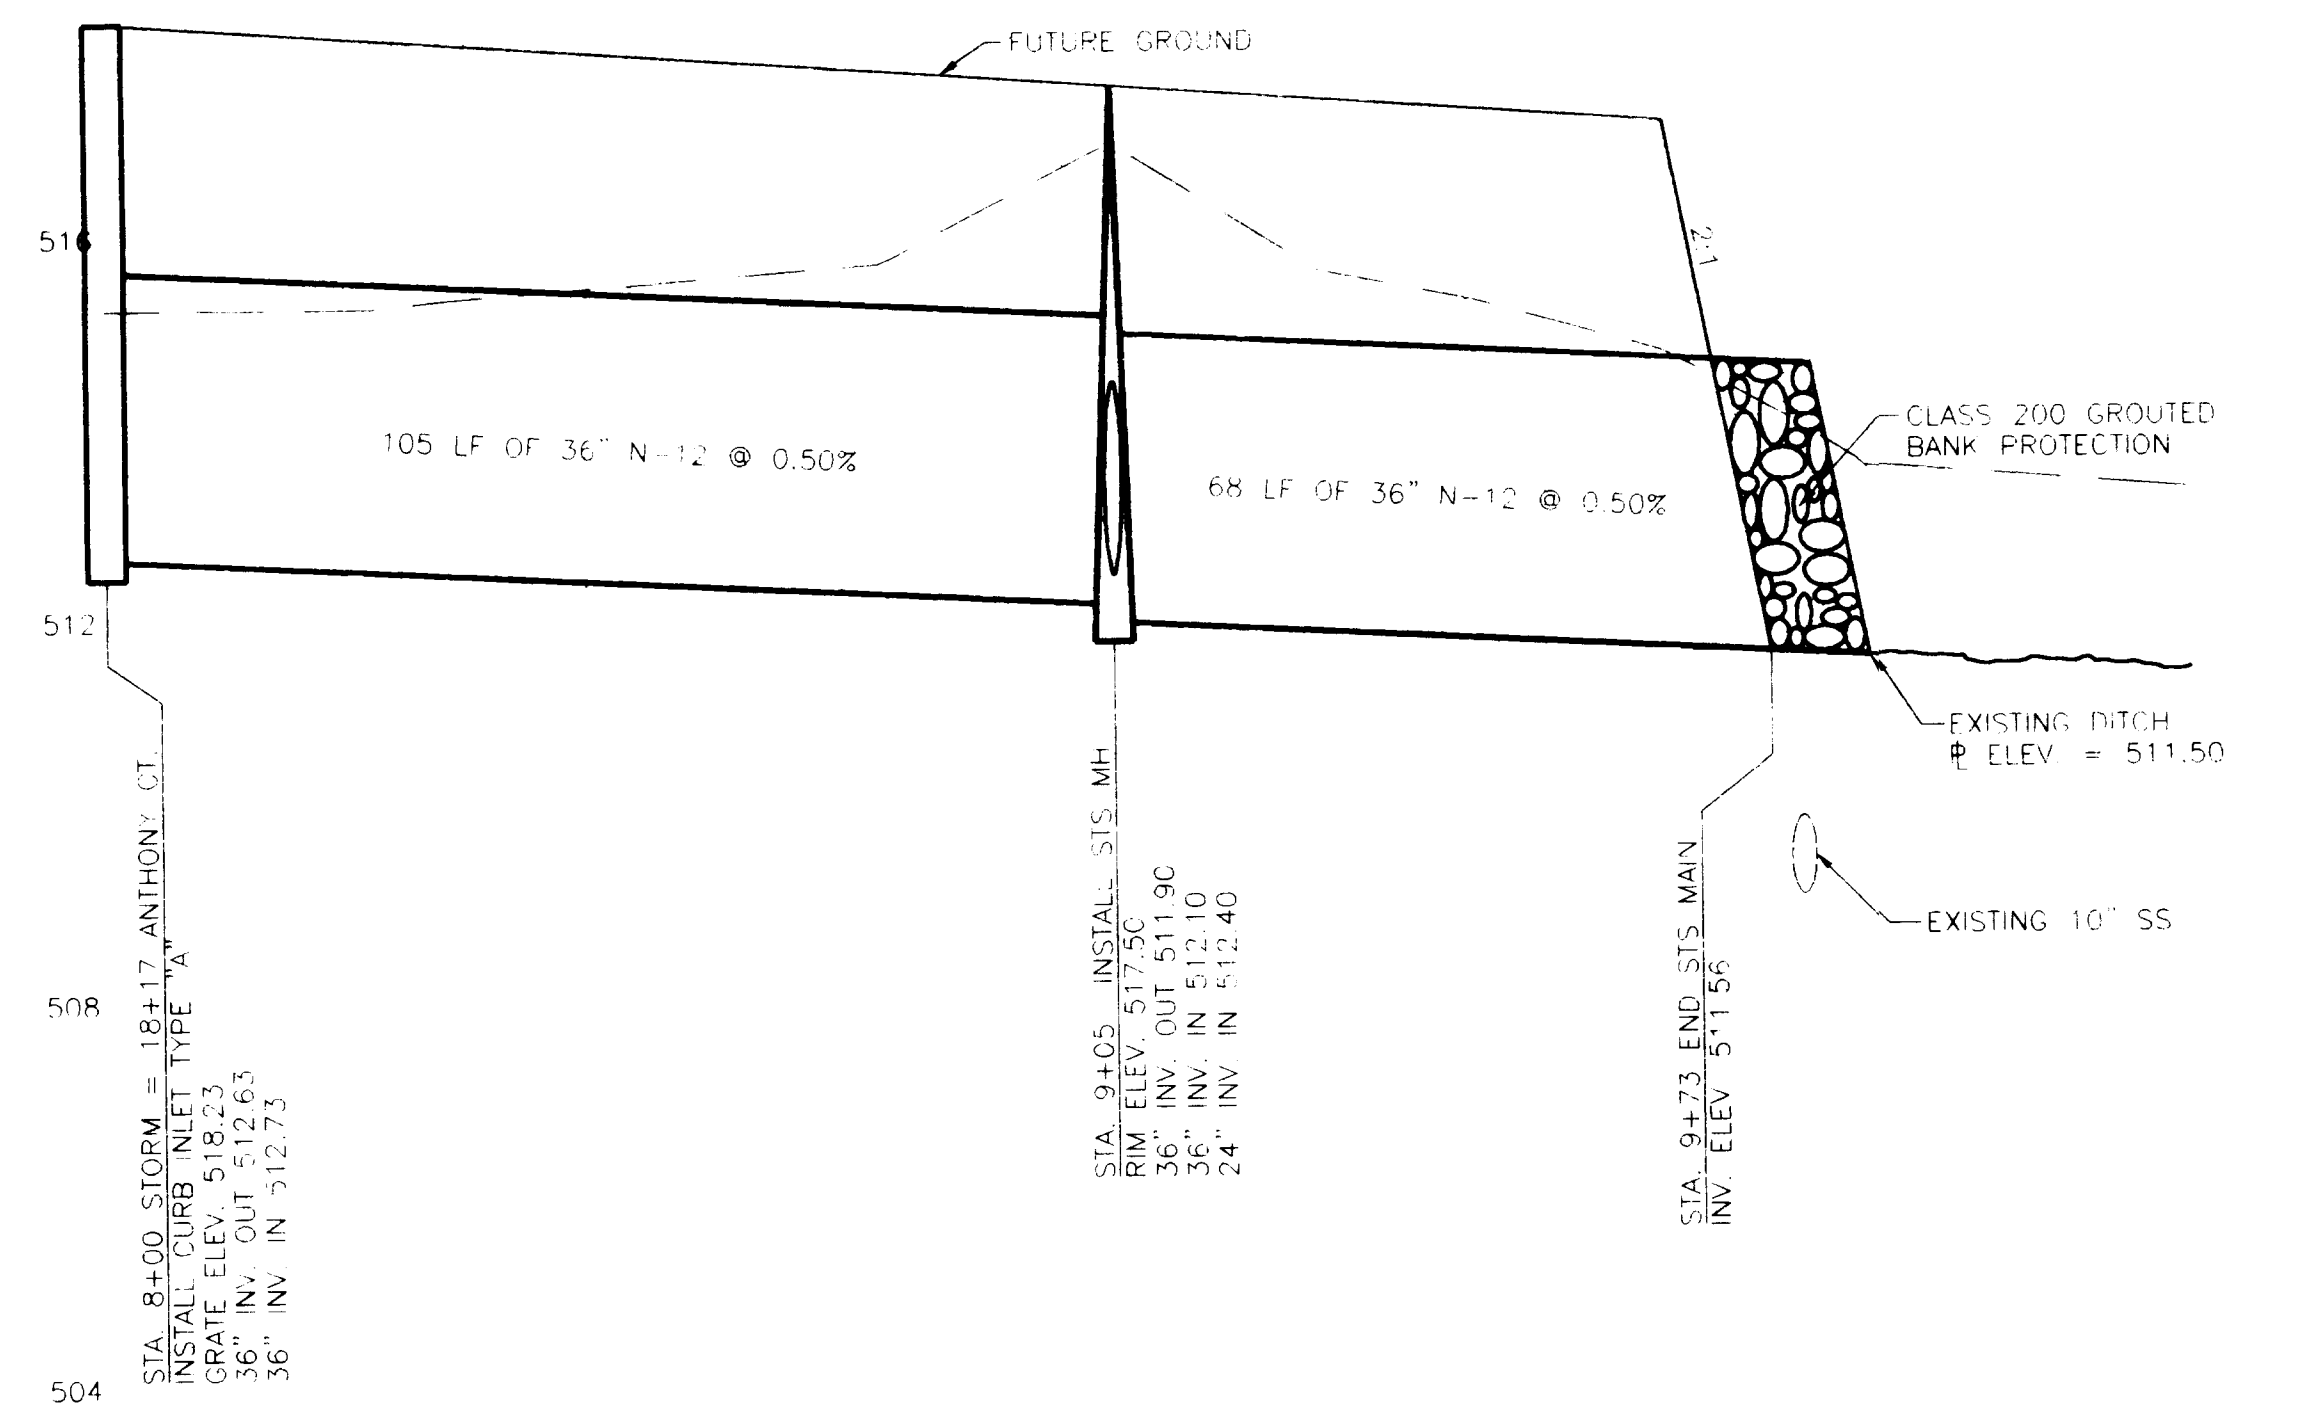 FUTURE GROUND
516
2:1
105 LF OF 36" N-12 @ 0.50%
68 LF OF 36" N-12 @ 0.50%
CLASS 200 GROUTED
BANK PROTECTION
512
EXISTING DITCH
℄ ELEV. = 511.50
EXISTING 10" SS
508
504
STA. 8+00 STORM = 18+17 ANTHONY CT.
INSTALL CURB INLET TYPE "A"
GRATE ELEV. 518.23
36" INV. OUT 512.63
36" INV. IN 512.73
STA. 9+05 INSTALL STS MH
RIM ELEV. 517.50
36" INV. OUT 511.90
36" INV. IN 512.10
24" INV. IN 512.40
STA. 9+73 END STS MAIN
INV. ELEV 511.56